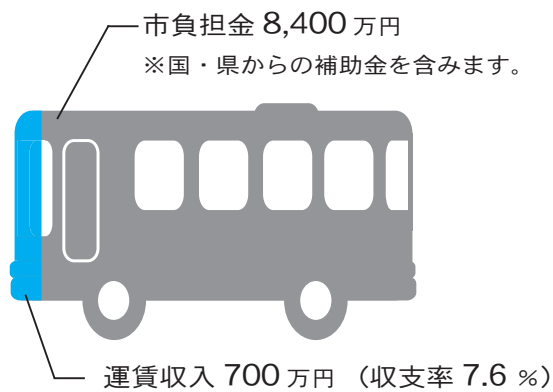 市負担金 8,400 万円
※国・県からの補助金を含みます。
運賃収入 700 万円 （収支率 7.6 %）